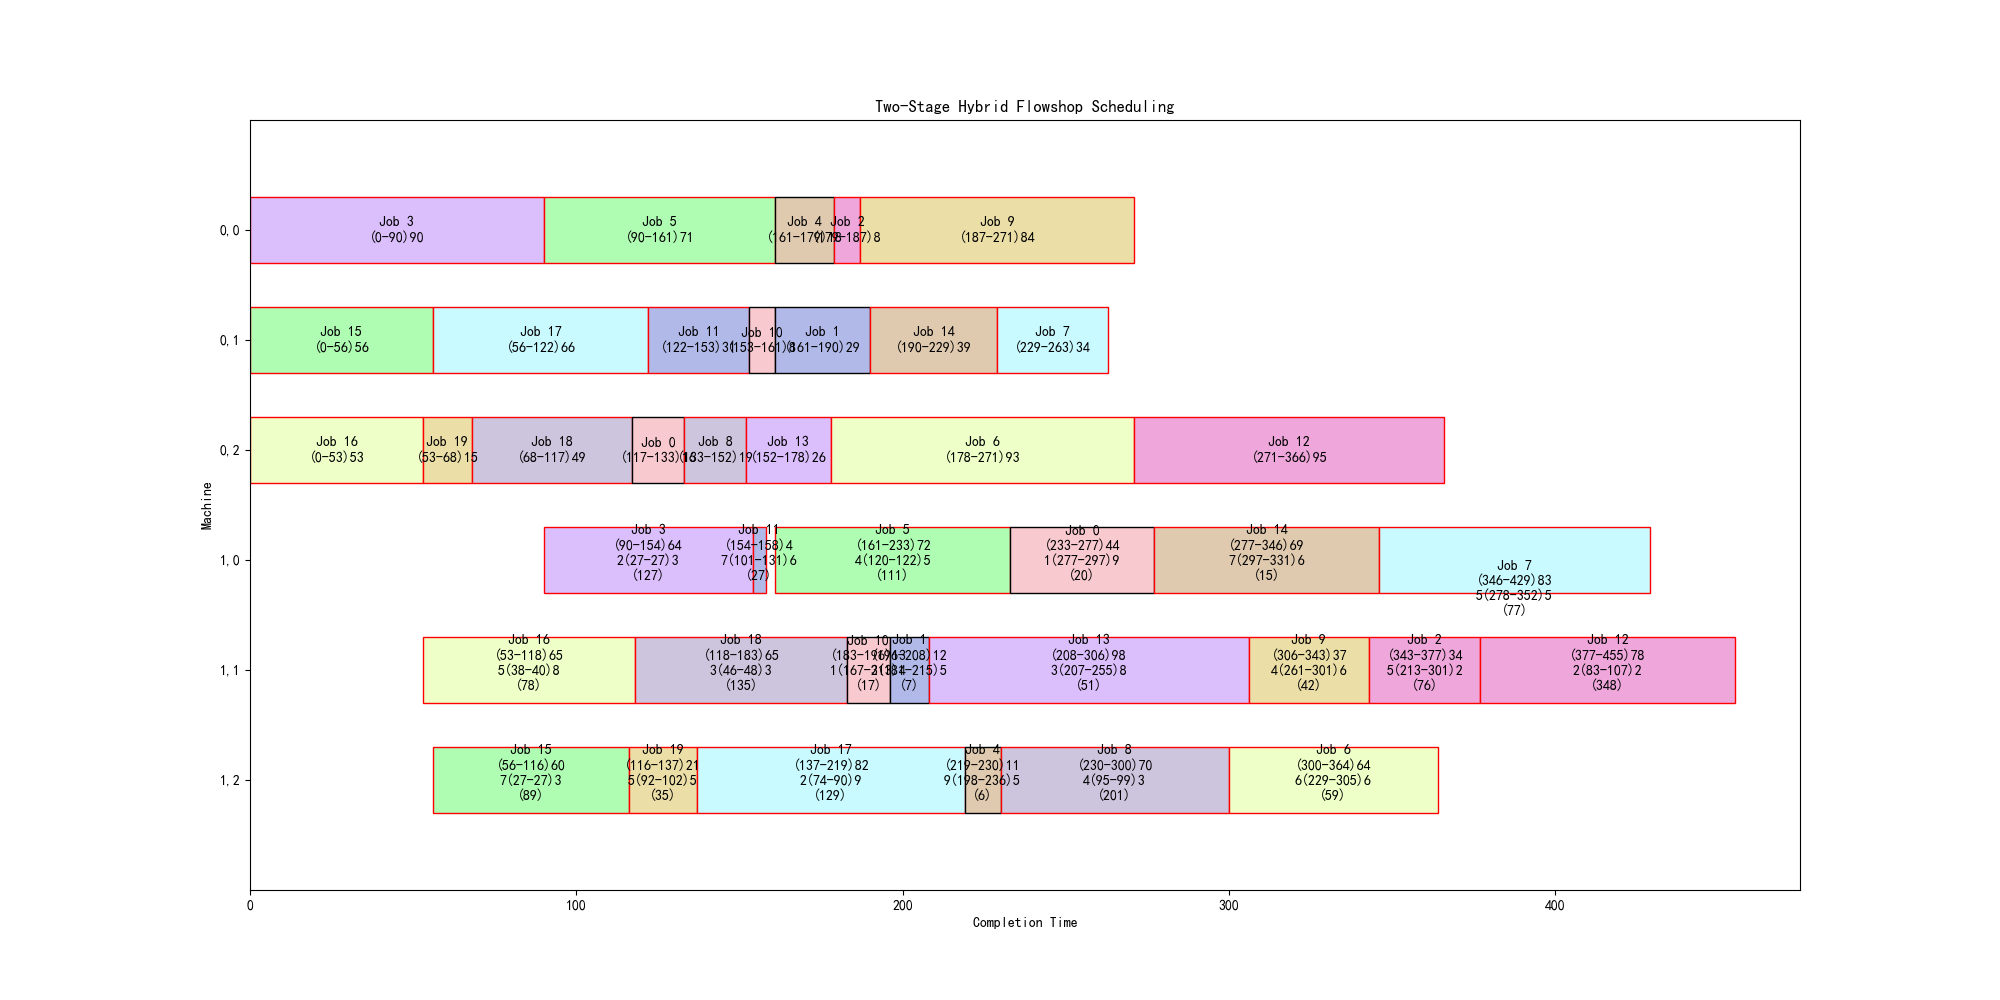 Two-Stage Hybrid Flowshop Scheduling
Machine
0,0
Job 3
(0-90)90
Job 5
(90-161)71
Job 4
(161-179)18
Job 2
(179-187)8
Job 9
(187-271)84
0,1
Job 15
(0-56)56
Job 17
(56-122)66
Job 11
(122-153)31
Job 10
(153-161)8
Job 1
(161-190)29
Job 14
(190-229)39
Job 7
(229-263)34
0,2
Job 16
(0-53)53
Job 19
(53-68)15
Job 18
(68-117)49
Job 0
(117-133)16
Job 8
(133-152)19
Job 13
(152-178)26
Job 6
(178-271)93
Job 12
(271-366)95
1,0
Job 3
(90-154)64
2(27-27)3
(127)
Job 11
(154-158)4
7(101-131)6
(27)
Job 5
(161-233)72
4(120-122)5
(111)
Job 0
(233-277)44
1(277-297)9
(20)
Job 14
(277-346)69
7(297-331)6
(15)
Job 7
(346-429)83
5(278-352)5
(77)
1,1
Job 16
(53-118)65
5(38-40)8
(78)
Job 18
(118-183)65
3(46-48)3
(135)
Job 10
(183-196)13
(17)
Job 1
(196-208)12
(7)
Job 13
(208-306)98
3(207-255)8
(51)
Job 9
(306-343)37
4(261-301)6
(42)
Job 2
(343-377)34
5(213-301)2
(76)
Job 12
(377-455)78
2(83-107)2
(348)
1,2
Job 15
(56-116)60
7(27-27)3
(89)
Job 19
(116-137)21
5(92-102)5
(35)
Job 17
(137-219)82
2(74-90)9
(129)
Job 4
(219-230)11
9(198-236)5
(6)
Job 8
(230-300)70
4(95-99)3
(201)
Job 6
(300-364)64
6(229-305)6
(59)
0
100
200
300
400
Completion Time